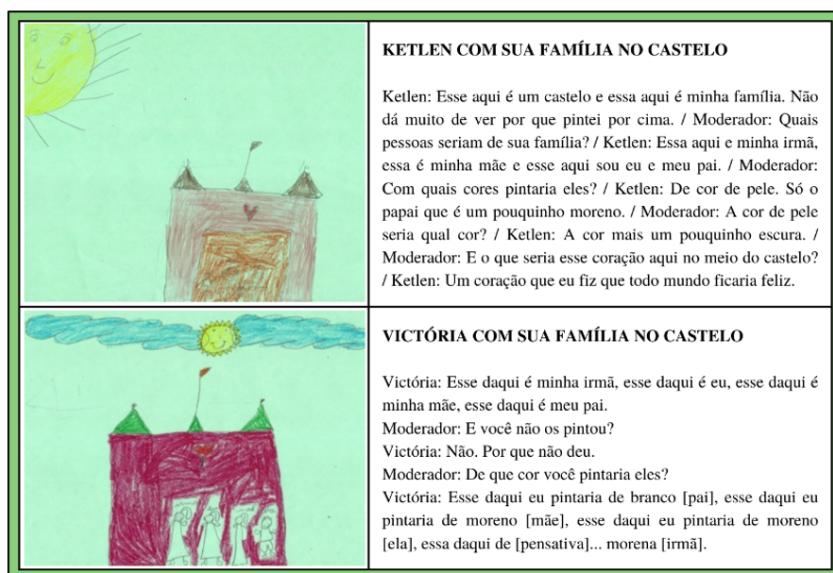 KETLEN COM SUA FAMÍLIA NO CASTELO
Ketlen: Esse aqui é um castelo e essa aqui é minha família. Não
dá muito de ver por que pintei por cima. / Moderador: Quais
pessoas seriam de sua família? / Ketlen: Essa aqui e minha irmã,
essa é minha mãe e esse aqui sou eu e meu pai. / Moderador:
Com quais cores pintaria eles? / Ketlen: De cor de pele. Só o
papai que é um pouquinho moreno. / Moderador: A cor de pele
seria qual cor? / Ketlen: A cor mais um pouquinho escura. /
Moderador: E o que seria esse coração aqui no meio do castelo?
/ Ketlen: Um coração que eu fiz que todo mundo ficaria feliz.
VICTÓRIA COM SUA FAMÍLIA NO CASTELO
Victória: Esse daqui é minha irmã, esse daqui é eu, esse daqui é
minha mãe, esse daqui é meu pai.
Moderador: E você não os pintou?
Victória: Não. Por que não deu.
Moderador: De que cor você pintaria eles?
Victória: Esse daqui eu pintaria de branco [pai], esse daqui eu
pintaria de moreno [mãe], esse daqui eu pintaria de moreno
[ela], essa daqui de [pensativa]... morena [irmã].